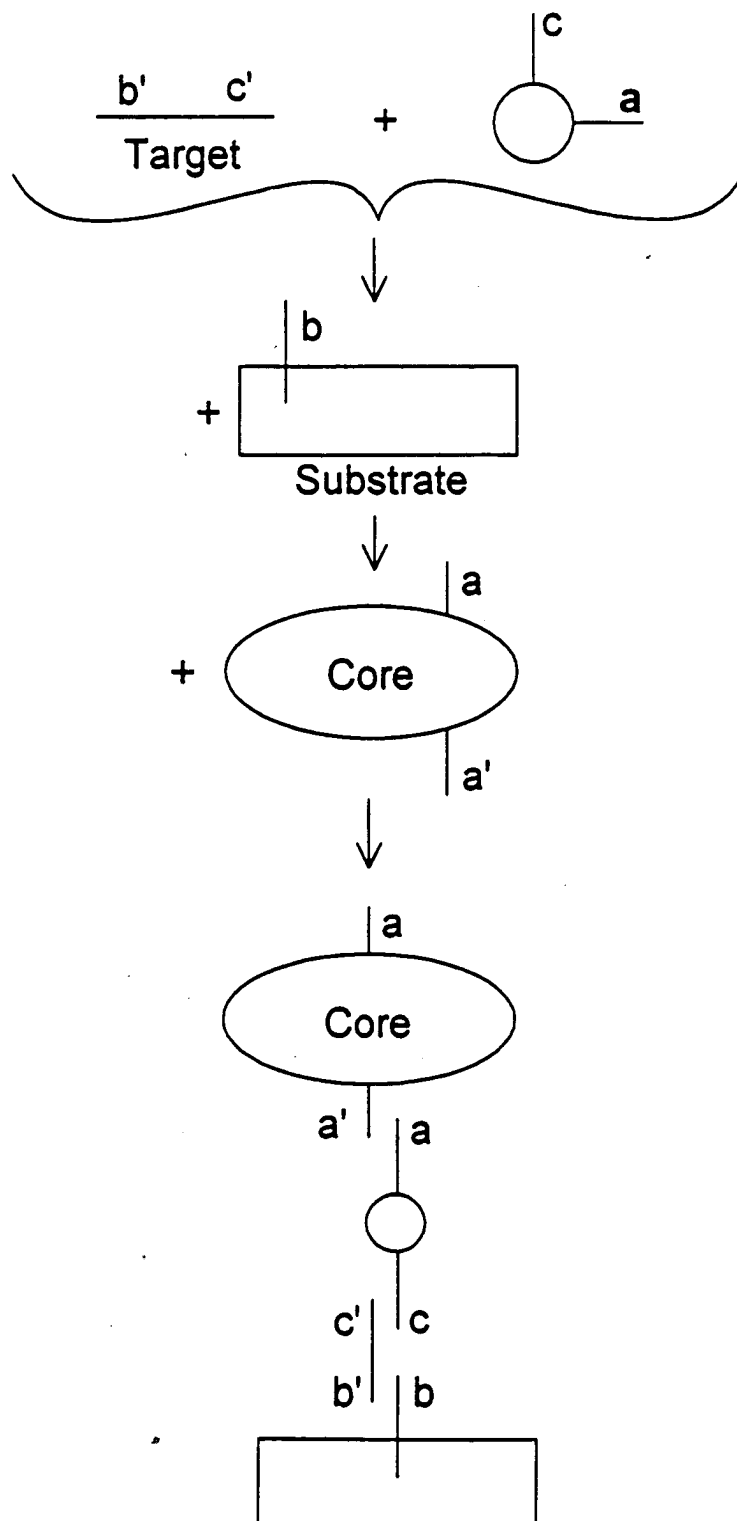 c
b' c' + a
Target
b
+
Substrate
a
+ Core
a'
a
Core
a' a
c' c
b' b